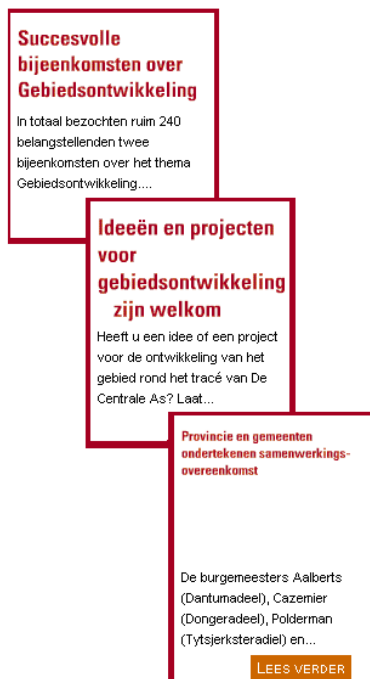 Succesvolle
bijeenkomsten over
Gebiedsontwikkeling
In totaal bezochten ruim 240
belangstellenden twee
bijeenkomsten over het thema
Gebiedsontwikkeling....
Ideeën en projecten
voor
gebiedsontwikkeling
zijn welkom
Heeft u een idee of een project
voor de ontwikkeling van het
gebied rond het tracé van De
Centrale As? Laat...
Provincie en gemeenten
ondertekenen samenwerkings-
overeenkomst
De burgemeesters Aalberts
(Dantumadeel), Cazemier
(Dongeradeel), Polderman
(Tytsjerksteradiel) en...
LEES VERDER